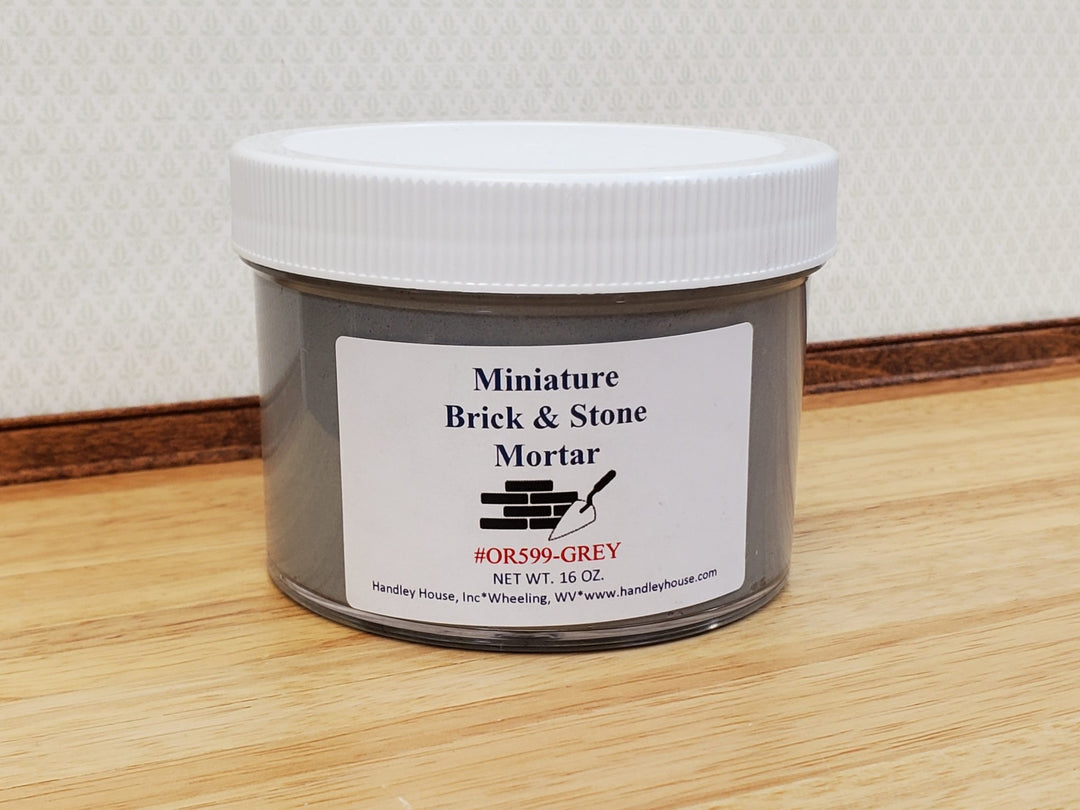 Miniature
Brick & Stone
Mortar
#OR599-GREY
NET WT. 16 OZ.
Handley House, Inc*Wheeling, WV*www.handleyhouse.com